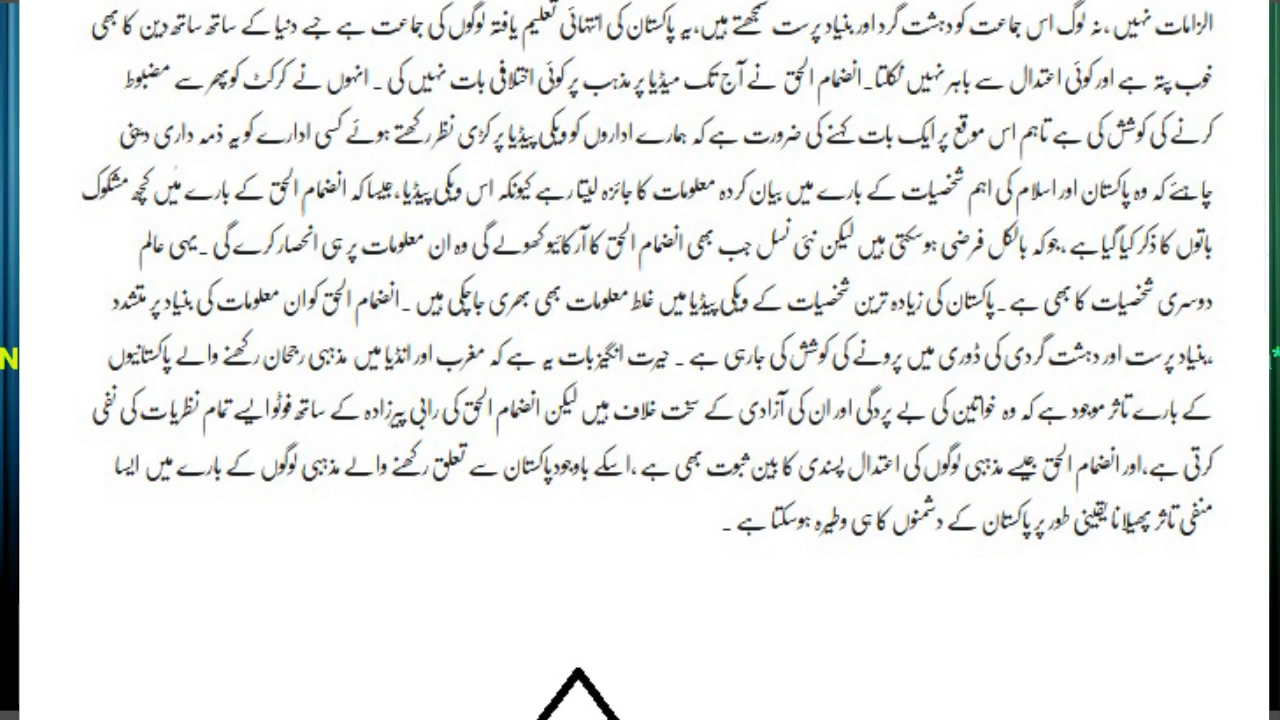 الزامات نہیں، نہ لوگ اس جماعت کو دہشت گرد اور بنیاد پرست سمجھتے ہیں، یہ پاکستان کی انتہائی تعلیم یافتہ لوگوں کی جماعت ہے جسے دنیا کے ساتھ ساتھ دین کا بھی
خوب پتہ ہے اور کوئی اعتدال سے باہر نہیں نکلتا۔ انضمام الحق نے آج تک میڈیا پر مذہب پر کوئی اختلافی بات نہیں کی۔ انہوں نے کرکٹ کو پھر سے مضبوط
کرنے کی کوشش کی ہے تاہم اس موقع پر ایک بات کہنے کی ضرورت ہے کہ ہمارے اداروں کو ویکی پیڈیا پر کڑی نظر رکھتے ہوئے کسی ادارے کو یہ ذمہ داری دینی
چاہئے کہ وہ پاکستان اور اسلام کی اہم شخصیات کے بارے میں بیان کردہ معلومات کا جائزہ لیتا رہے کیونکہ اس ویکی پیڈیا، جیسا کہ انضمام الحق کے بارے میں کچھ مشکوک
باتوں کا ذکر کیا گیا ہے، جو کہ بالکل فرضی ہو سکتی ہیں لیکن نئی نسل جب بھی انضمام الحق کا آرکائیو کھولے گی وہ ان معلومات پر ہی انحصار کرے گی۔ یہی عالم
دوسری شخصیات کا بھی ہے۔ پاکستان کی زیادہ ترین شخصیات کے ویکی پیڈیا میں غلط معلومات بھی بھری جا چکی ہیں۔ انضمام الحق کو ان معلومات کی بنیاد پر متشدد
،بنیاد پرست اور دہشت گردی کی ڈوری میں پرونے کی کوشش کی جا رہی ہے۔ حیرت انگیز بات یہ ہے کہ مغرب اور انڈیا میں مذہبی رجحان رکھنے والے پاکستانیوں
کے بارے تاثر موجود ہے کہ وہ خواتین کی بے پردگی اور ان کی آزادی کے سخت خلاف ہیں لیکن انضمام الحق کی رابی پیرزادہ کے ساتھ فوٹو ایسے تمام نظریات کی نفی
کرتی ہے، اور انضمام الحق جیسے مذہبی لوگوں کی اعتدال پسندی کا بین ثبوت بھی ہے، اسکے باوجود پاکستان سے تعلق رکھنے والے مذہبی لوگوں کے بارے میں ایسا
منفی تاثر پھیلانا یقینی طور پر پاکستان کے دشمنوں کا ہی وطیرہ ہو سکتا ہے۔
N